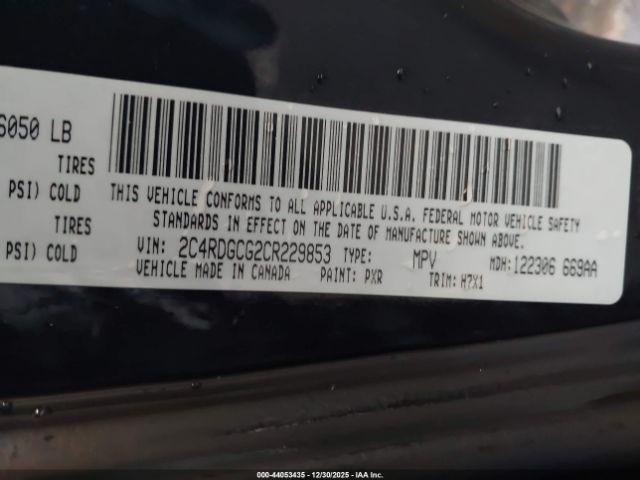 6050 LB
TIRES
PSI) COLD
TIRES
PSI) COLD
THIS VEHICLE CONFORMS TO ALL APPLICABLE U.S.A. FEDERAL MOTOR VEHICLE SAFETY
STANDARDS IN EFFECT ON THE DATE OF MANUFACTURE SHOWN ABOVE.
VIN: 2C4RDGCG2CR229853 TYPE: MPV MDH: 122306 669AA
VEHICLE MADE IN CANADA PAINT: PXR TRIM: H7X1
000-44053435 - 12/30/2025 - IAA Inc.